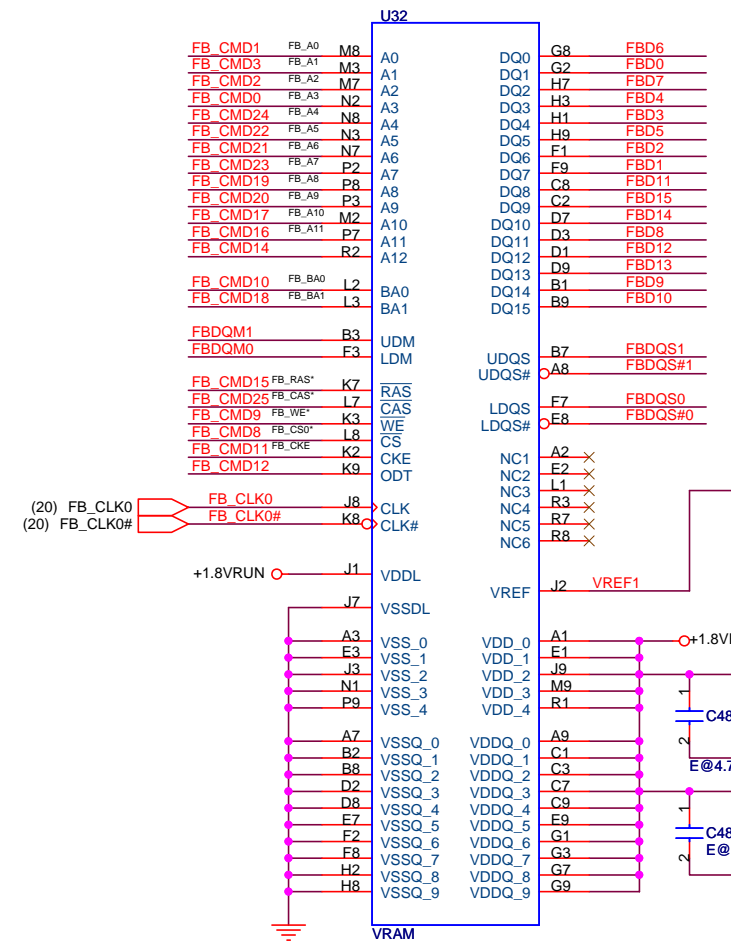 U32
FB_CMD1 FB_A0 M8 A0 DQ0 G8 FBD6
FB_CMD3 FB_A1 M3 A1 DQ1 G2 FBD0
FB_CMD2 FB_A2 M7 A2 DQ2 H7 FBD7
FB_CMD0 FB_A3 N2 A3 DQ3 H3 FBD4
FB_CMD24 FB_A4 N8 A4 DQ4 H1 FBD3
FB_CMD22 FB_A5 N3 A5 DQ5 H9 FBD5
FB_CMD21 FB_A6 N7 A6 DQ6 F1 FBD2
FB_CMD23 FB_A7 P2 A7 DQ7 F9 FBD1
FB_CMD19 FB_A8 P8 A8 DQ8 C8 FBD11
FB_CMD20 FB_A9 P3 A9 DQ9 C2 FBD15
FB_CMD17 FB_A10 M2 A10 DQ10 D7 FBD14
FB_CMD16 FB_A11 P7 A11 DQ11 D3 FBD8
FB_CMD14 R2 A12 DQ12 D1 FBD12
DQ13 D9 FBD13
FB_CMD10 FB_BA0 L2 BA0 DQ14 B1 FBD9
FB_CMD18 FB_BA1 L3 BA1 DQ15 B9 FBD10
FBDQM1 B3 UDM
FBDQM0 F3 LDM UDQS B7 FBDQS1
UDQS# A8 FBDQS#1
FB_CMD15 FB_RAS* K7 RAS
FB_CMD25 FB_CAS* L7 CAS LDQS F7 FBDQS0
FB_CMD9 FB_WE* K3 WE LDQS# E8 FBDQS#0
FB_CMD8 FB_CS0* L8 CS
FB_CMD11 FB_CKE K2 CKE NC1 A2
FB_CMD12 K9 ODT NC2 E2
NC3 L1
(20) FB_CLK0 FB_CLK0 J8 CLK NC4 R3
(20) FB_CLK0# FB_CLK0# K8 CLK# NC5 R7
NC6 R8
+1.8VRUN J1 VDDL
VREF J2 VREF1
J7 VSSDL
A3 VSS_0 VDD_0 A1 +1.8V
E3 VSS_1 VDD_1 E1
J3 VSS_2 VDD_2 J9
N1 VSS_3 VDD_3 M9 1
P9 VSS_4 VDD_4 R1 C48
A7 VSSQ_0 VDDQ_0 A9 2
B2 VSSQ_1 VDDQ_1 C1
B8 VSSQ_2 VDDQ_2 C3 E@4.7
D2 VSSQ_3 VDDQ_3 C7
D8 VSSQ_4 VDDQ_4 C9 1
E7 VSSQ_5 VDDQ_5 E9 C48
F2 VSSQ_6 VDDQ_6 G1 E@
F8 VSSQ_7 VDDQ_7 G3 2
H2 VSSQ_8 VDDQ_8 G7
H8 VSSQ_9 VDDQ_9 G9
VRAM